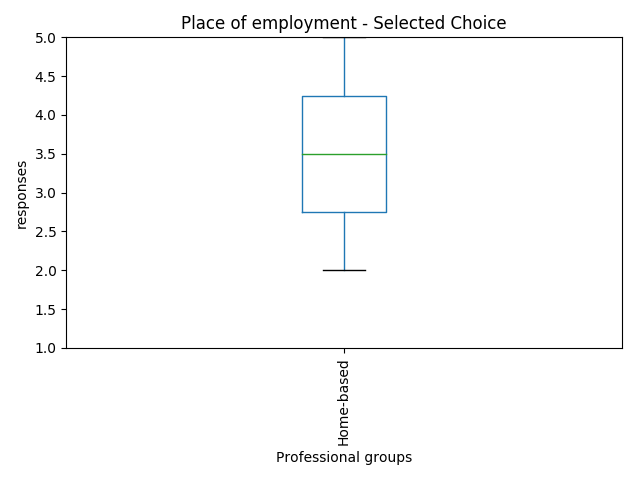 Place of employment - Selected Choice
5.0
4.5
4.0
3.5
3.0
2.5
2.0
1.5
1.0
responses
Home-based
Professional groups